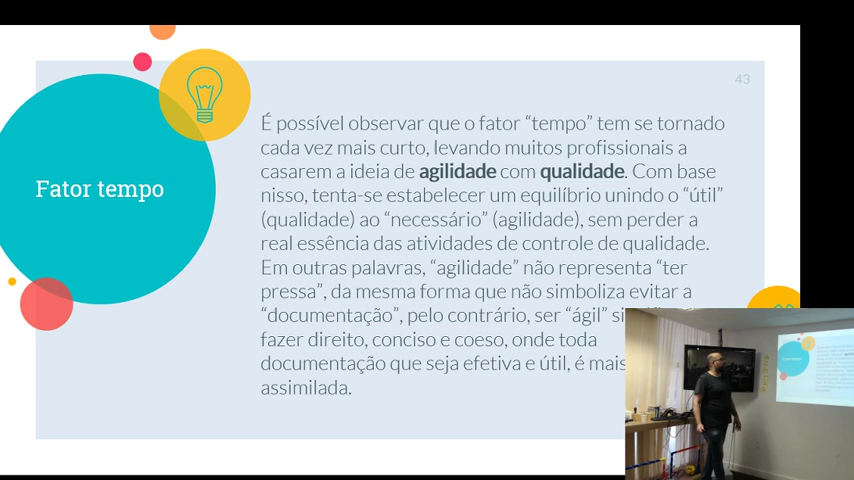 43
Fator tempo
É possível observar que o fator “tempo” tem se tornado
cada vez mais curto, levando muitos profissionais a
casarem a ideia de agilidade com qualidade. Com base
nisso, tenta-se estabelecer um equilíbrio unindo o “útil”
(qualidade) ao “necessário” (agilidade), sem perder a
real essência das atividades de controle de qualidade.
Em outras palavras, “agilidade” não representa “ter
pressa”, da mesma forma que não simboliza evitar a
“documentação”, pelo contrário, ser “ágil”
fazer direito, conciso e coeso, onde toda
documentação que seja efetiva e útil, é mais
assimilada.